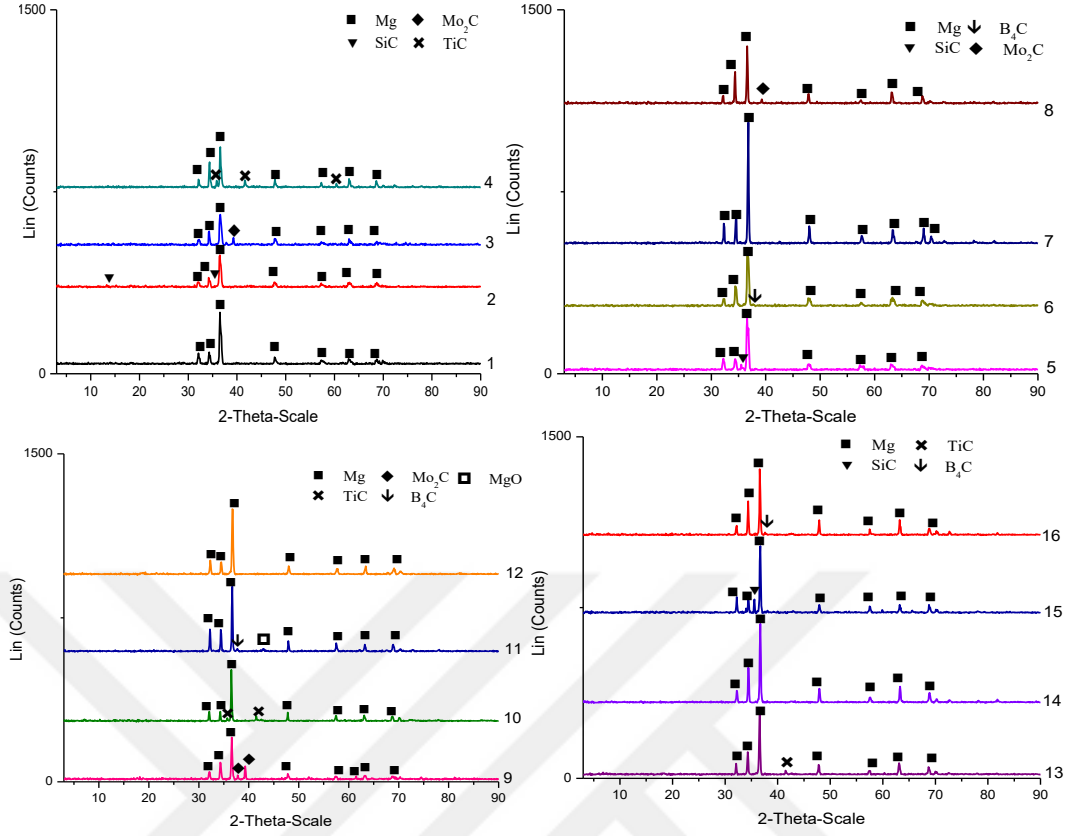 1500
Mg Mo2C
SiC TiC
Lin (Counts)
4
3
2
1
0
10 20 30 40 50 60 70 80 90
2-Theta-Scale
1500
Mg B4C
SiC Mo2C
Lin (Counts)
8
7
6
5
0
10 20 30 40 50 60 70 80 90
2-Theta-Scale
1500
Mg Mo2C MgO
TiC B4C
Lin (Counts)
12
11
10
9
0
10 20 30 40 50 60 70 80 90
2-Theta-Scale
1500
Mg TiC
SiC B4C
Lin (Counts)
16
15
14
13
0
10 20 30 40 50 60 70 80 90
2-Theta-Scale